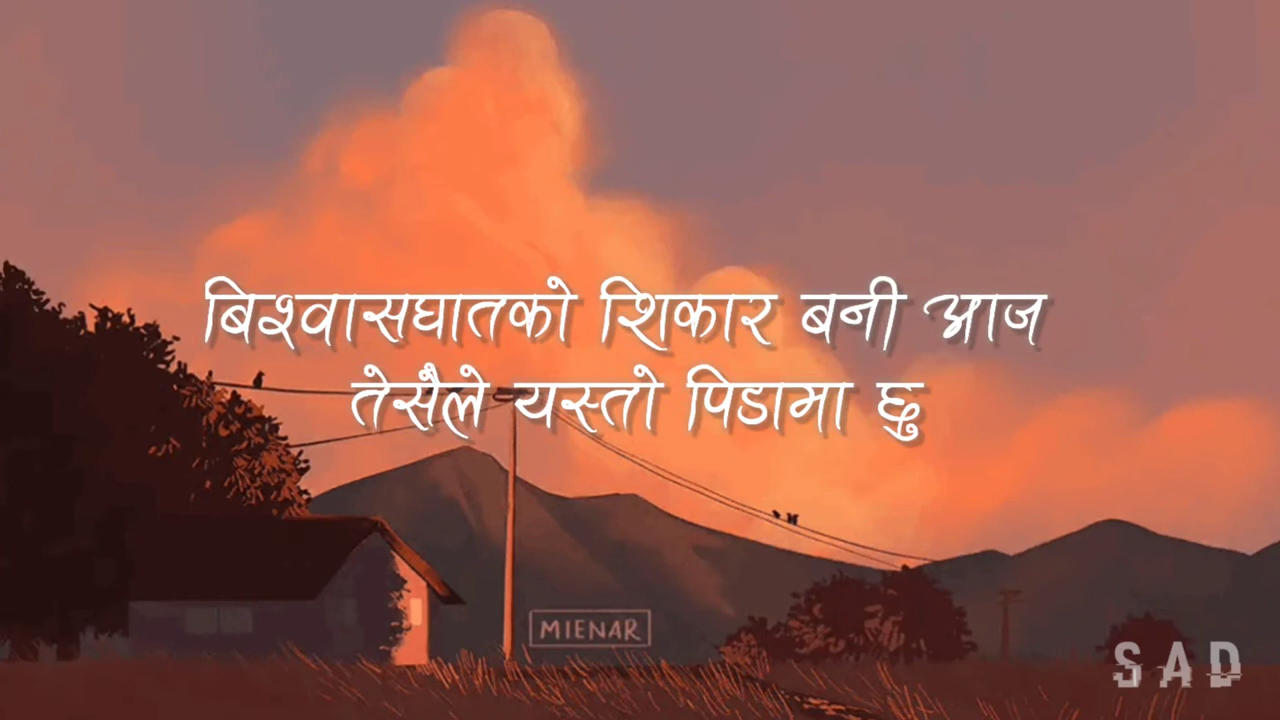 बिश्वासघातको शिकार बनी आज
तेसैले यस्तो पिडामा छु
MIENAR
SAD